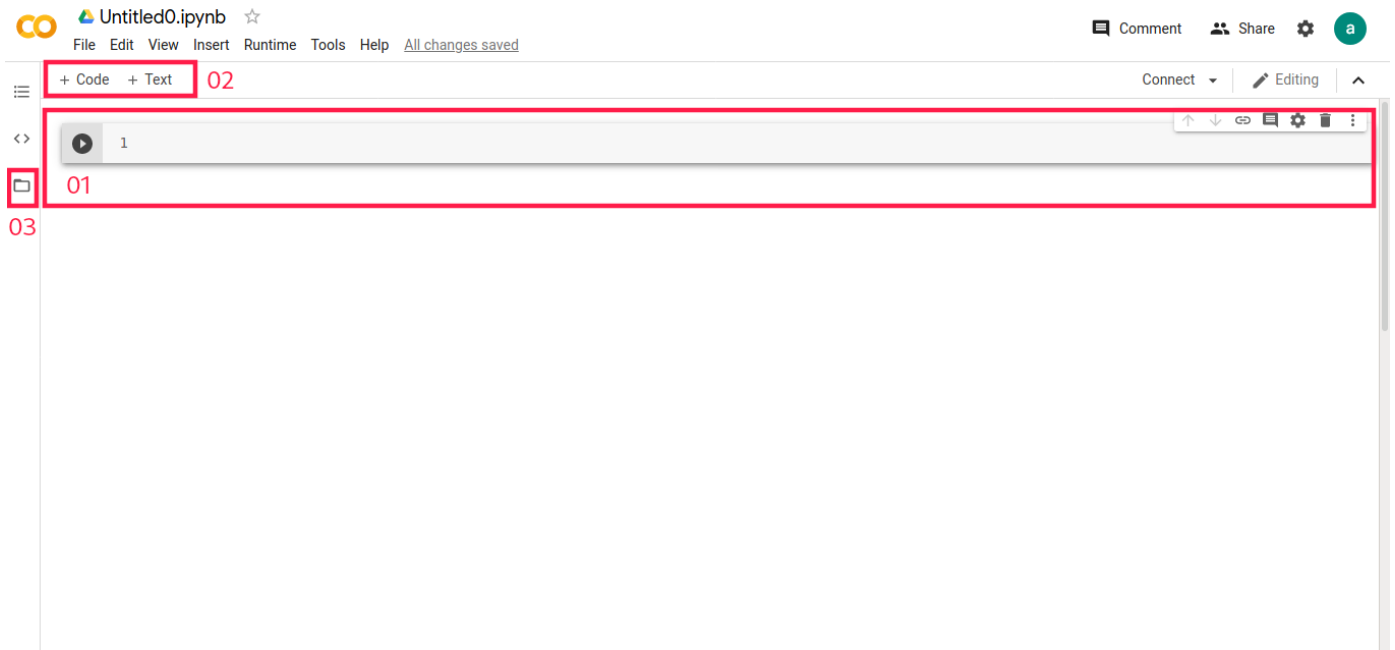 Untitled0.ipynb
File Edit View Insert Runtime Tools Help All changes saved
Comment Share a
+ Code + Text 02
Connect Editing
1
01
03